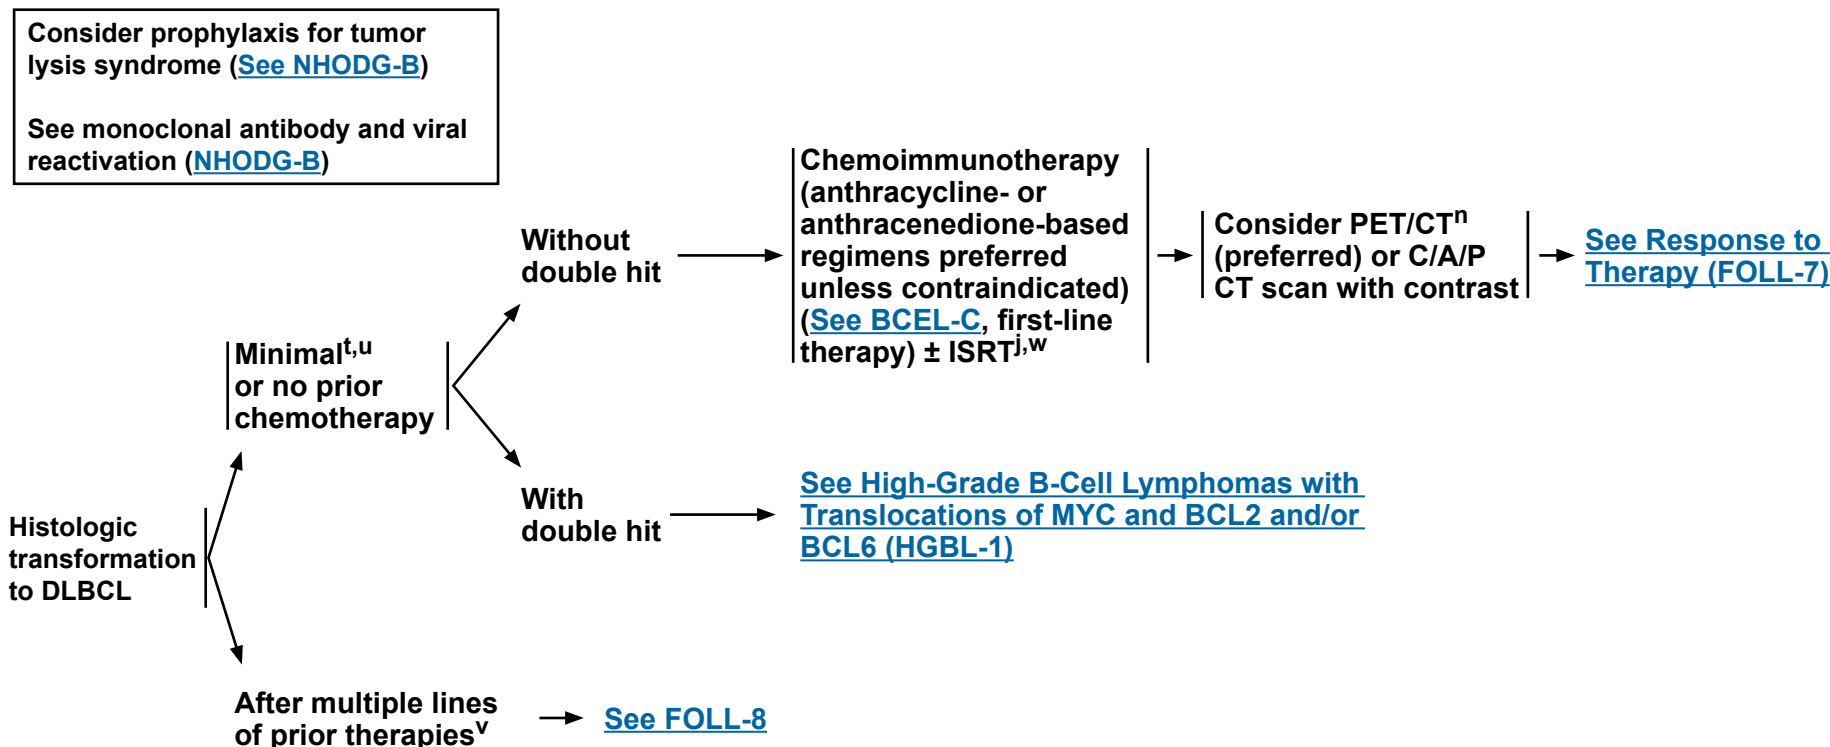 Consider prophylaxis for tumor
lysis syndrome (See NHODG-B)
See monoclonal antibody and viral
reactivation (NHODG-B)
Histologic
transformation
to DLBCL
Minimalt,u
or no prior
chemotherapy
Without
double hit
Chemoimmunotherapy
(anthracycline- or
anthracenedione-based
regimens preferred
unless contraindicated)
(See BCEL-C, first-line
therapy) ± ISRTj,w
Consider PET/CTn
(preferred) or C/A/P
CT scan with contrast
See Response to
Therapy (FOLL-7)
With
double hit
See High-Grade B-Cell Lymphomas with
Translocations of MYC and BCL2 and/or
BCL6 (HGBL-1)
After multiple lines
of prior therapiesv
See FOLL-8